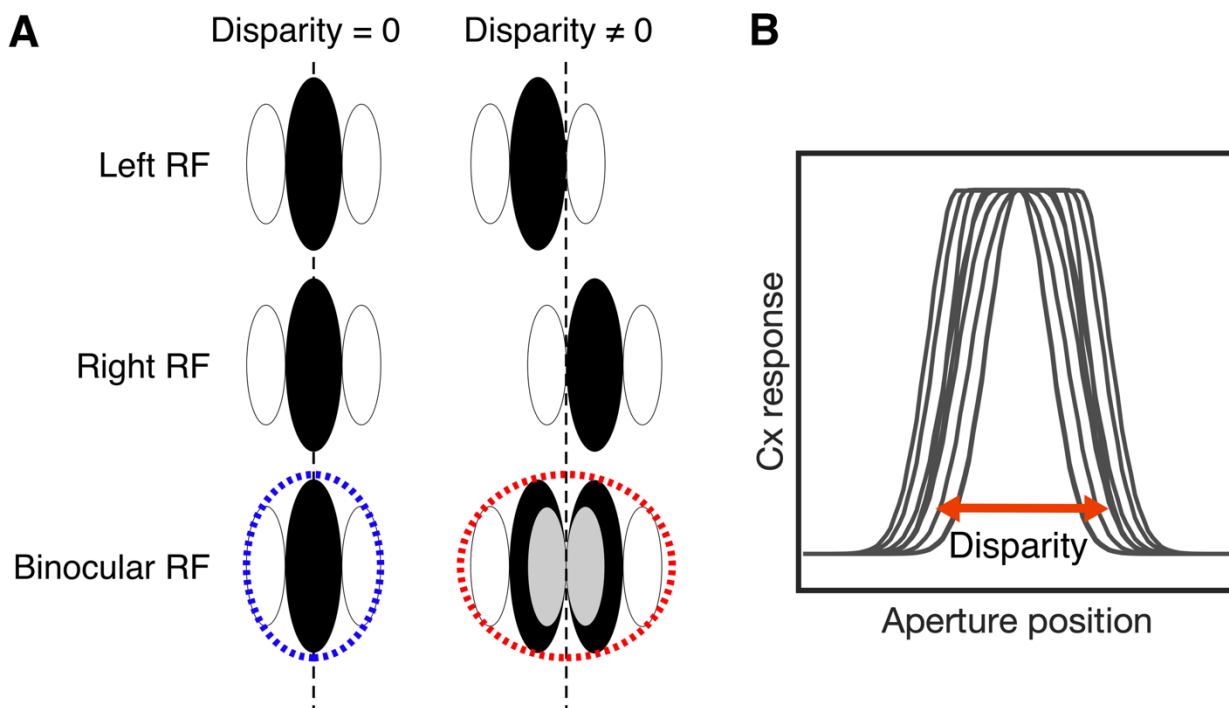 A
Disparity = 0
Disparity ≠ 0
Left RF
Right RF
Binocular RF
B
Cx response
Disparity
Aperture position